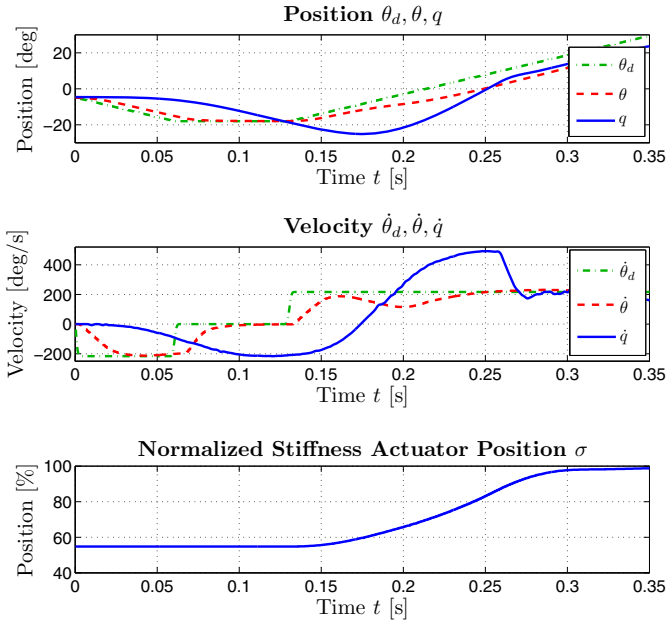 Position θ_d, θ, q
Position [deg]
20
0
−20
0 0.05 0.1 0.15 0.2 0.25 0.3 0.35
Time t [s]
θ_d
θ
q
Velocity θ̇_d, θ̇, q̇
Velocity [deg/s]
400
200
0
−200
0 0.05 0.1 0.15 0.2 0.25 0.3 0.35
Time t [s]
θ̇_d
θ̇
q̇
Normalized Stiffness Actuator Position σ
Position [%]
100
80
60
40
0 0.05 0.1 0.15 0.2 0.25 0.3 0.35
Time t [s]